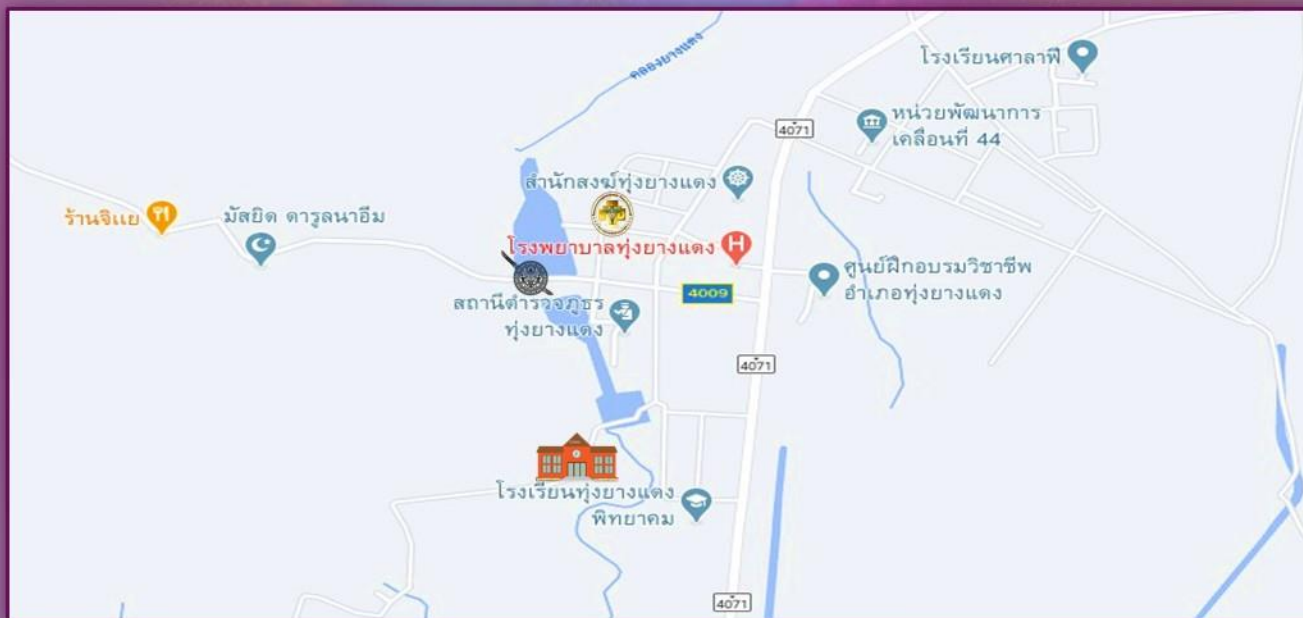 คลองยางแดง
โรงเรียนศาลาฟี
4071
หน่วยพัฒนาการ
เคลื่อนที่ 44
สำนักสงฆ์ทุ่งยางแดง
ร้านจิแย
มัสยิด ดารูลนาอีม
โรงพยาบาลทุ่งยางแดง
H
ศูนย์ฝึกอบรมวิชาชีพ
อำเภอทุ่งยางแดง
4009
สถานีตำรวจภูธร
ทุ่งยางแดง
4071
โรงเรียนทุ่งยางแดง
พิทยาคม
4071